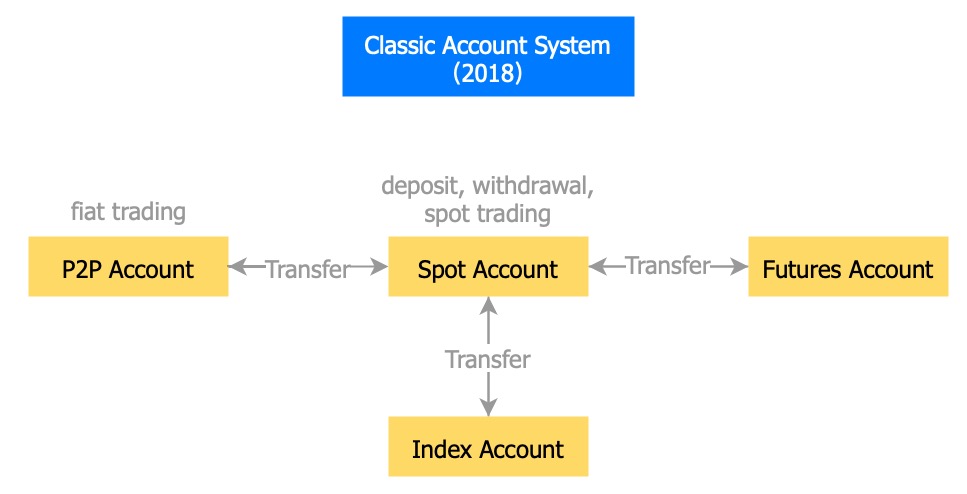 Classic Account System
(2018)
deposit, withdrawal,
spot trading
fiat trading
P2P Account
Transfer
Spot Account
Transfer
Futures Account
Transfer
Index Account